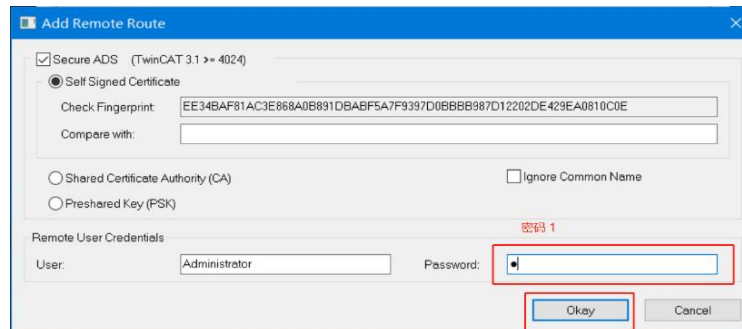 Add Remote Route
Secure ADS (TwinCAT 3.1 >= 4024)
Self Signed Certificate
Check Fingerprint: EE34BAF81AC3E868A0B891DBABF5A7F9397D0BBBB987D12202DE429EA0810C0E
Compare with:
Shared Certificate Authority (CA) Ignore Common Name
Preshared Key (PSK)
密码 1
Remote User Credentials
User: Administrator Password: ●
Okay Cancel